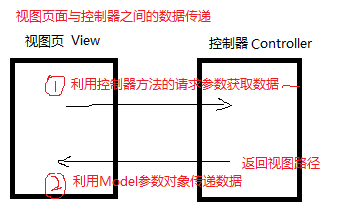 视图页面与控制器之间的数据传递
视图页 View
控制器 Controller
① 利用控制器方法的请求参数获取数据
返回视图路径
② 利用Model参数对象传递数据